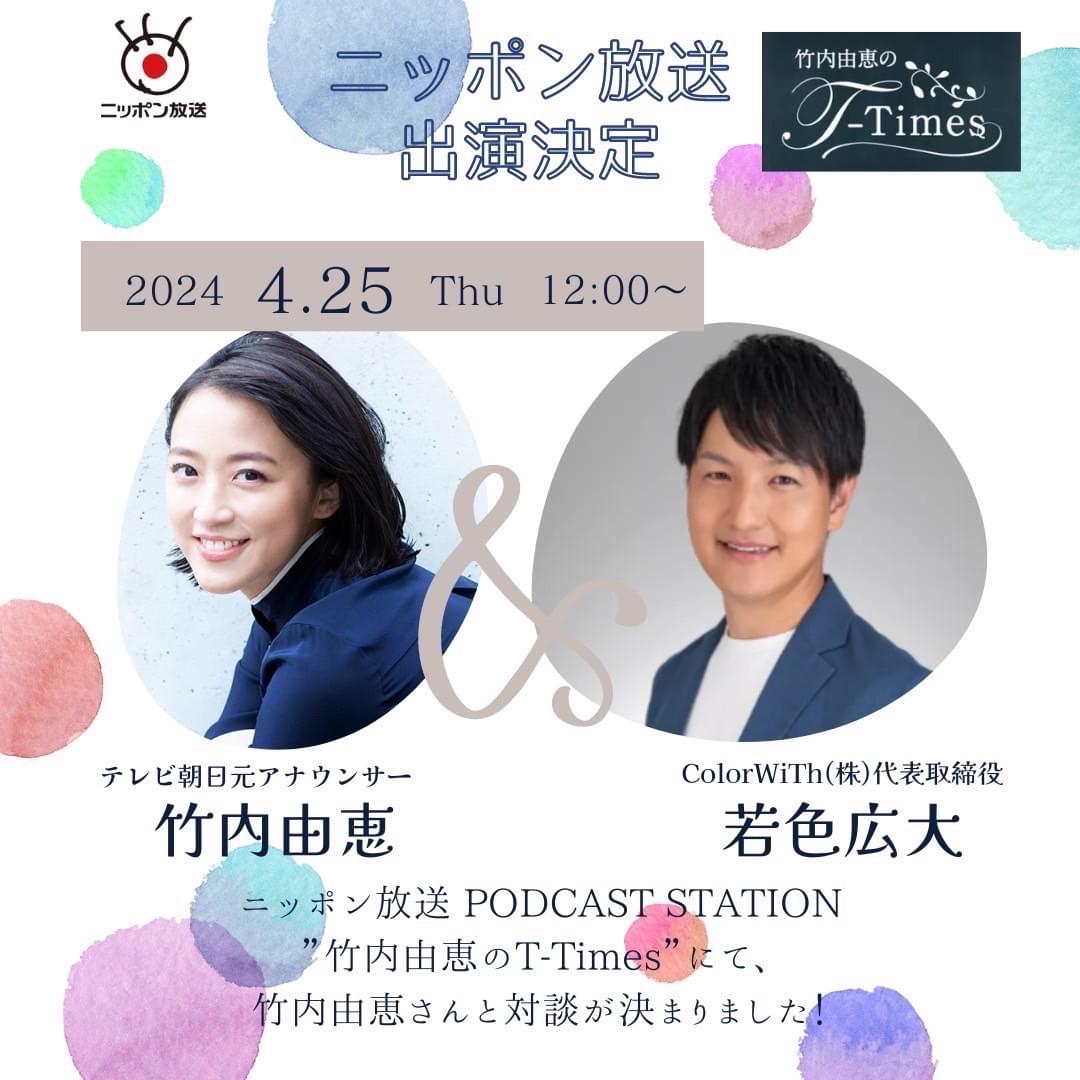 ニッポン放送
ニッポン放送
出演決定
竹内由恵の
T-Times
2024 4.25 Thu 12:00～
テレビ朝日元アナウンサー
竹内由恵
ColorWiTh(株)代表取締役
若色広大
ニッポン放送 PODCAST STATION
”竹内由恵のT-Times”にて、
竹内由恵さんと対談が決まりました！
&